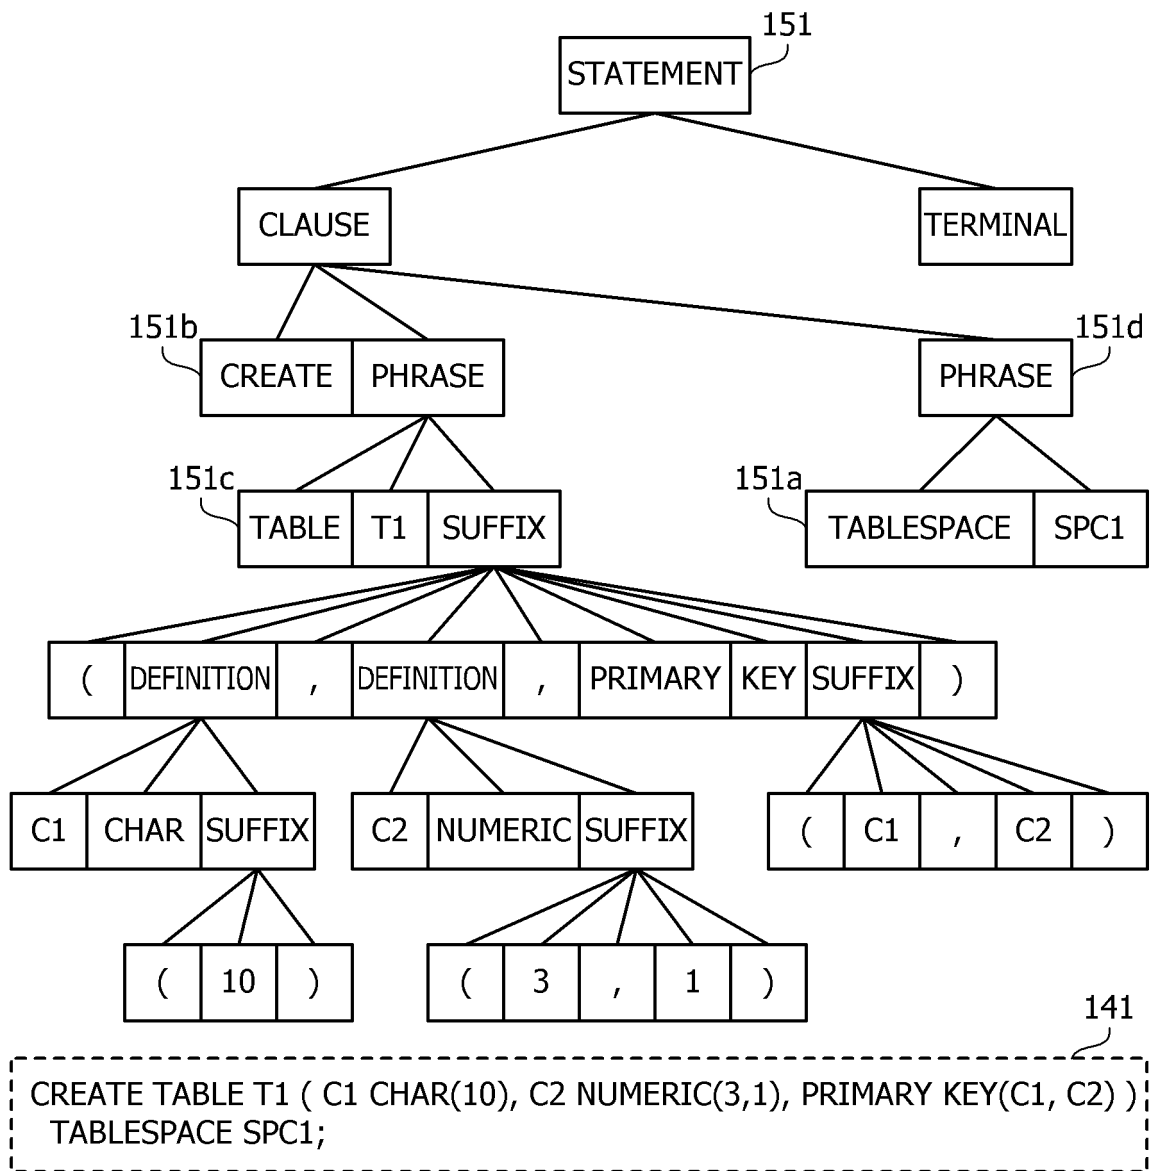 151
STATEMENT
CLAUSE TERMINAL
151b 151d
CREATE PHRASE PHRASE
151c 151a
TABLE T1 SUFFIX TABLESPACE SPC1
( DEFINITION , DEFINITION , PRIMARY KEY SUFFIX )
C1 CHAR SUFFIX C2 NUMERIC SUFFIX ( C1 , C2 )
( 10 ) ( 3 , 1 )
141
CREATE TABLE T1 ( C1 CHAR(10), C2 NUMERIC(3,1), PRIMARY KEY(C1, C2) )
TABLESPACE SPC1;